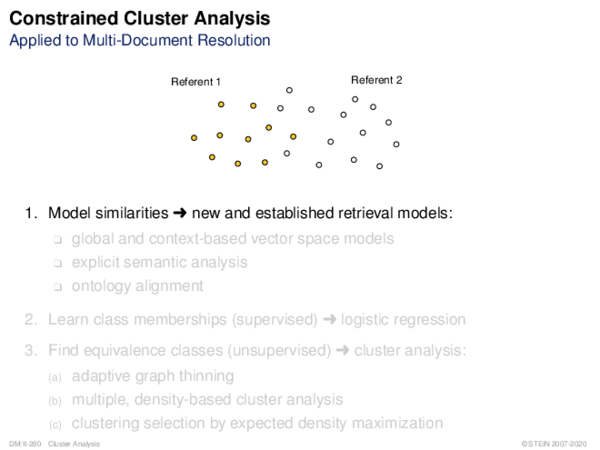 Constrained Cluster Analysis
Applied to Multi-Document Resolution
Referent 1
Referent 2
1. Model similarities ➜ new and established retrieval models:
❑ global and context-based vector space models
❑ explicit semantic analysis
❑ ontology alignment
2. Learn class memberships (supervised) ➜ logistic regression
3. Find equivalence classes (unsupervised) ➜ cluster analysis:
(a) adaptive graph thinning
(b) multiple, density-based cluster analysis
(c) clustering selection by expected density maximization
DM:II-280 Cluster Analysis
© STEIN 2007-2020